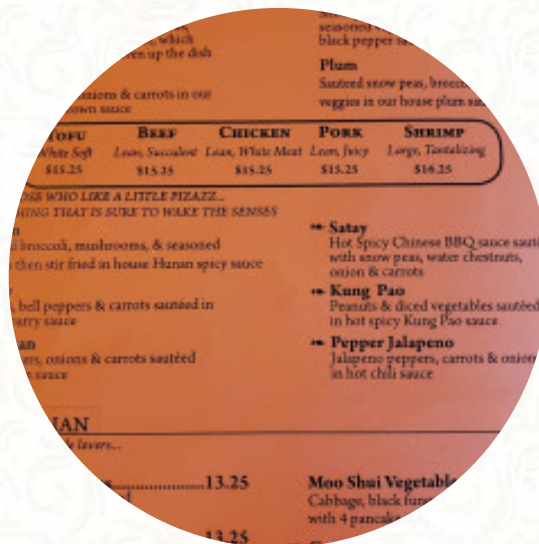 seasoned
black pepper
, which
up the dish
Plum
Sauteed snow peas,
veggies in our house plum
onions & carrots in our
sauce
TOFU BEEF CHICKEN PORK SHRIMP
White Soft Lean, Succulent Lean, White Meat Lean, Juicy Large, Tantalizing
$15.25 $15.25 $15.25 $15.25 $16.25
WHO LIKE A LITTLE PIZAZZ...
THAT IS SURE TO WAKE THE SENSES
broccoli, mushrooms, & seasoned
then stir fried in house Hunan spicy sauce
, bell peppers & carrots sautéed in
sauce
onions & carrots sautéed
sauce
Satay
Hot Spicy Chinese BBQ sauce
with snow peas, water chestnuts,
onion & carrots
Kung Pao
Peanuts & diced vegetables sautéed
in hot spicy Kung Pao sauce
Pepper Jalapeno
Jalapeno peppers, carrots & onion
in hot chili sauce
lovers...
13.25
13.25
Moo Shui Vegetable
Cabbage, black
with 4